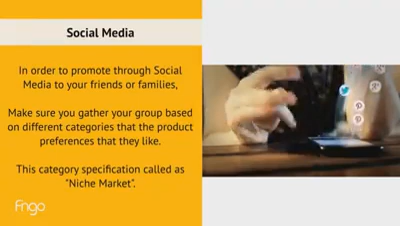 Social Media
In order to promote through Social
Media to your friends or families,
Make sure you gather your group based
on different categories that the product
preferences that they like.
This category specification called as
"Niche Market".
Fngo